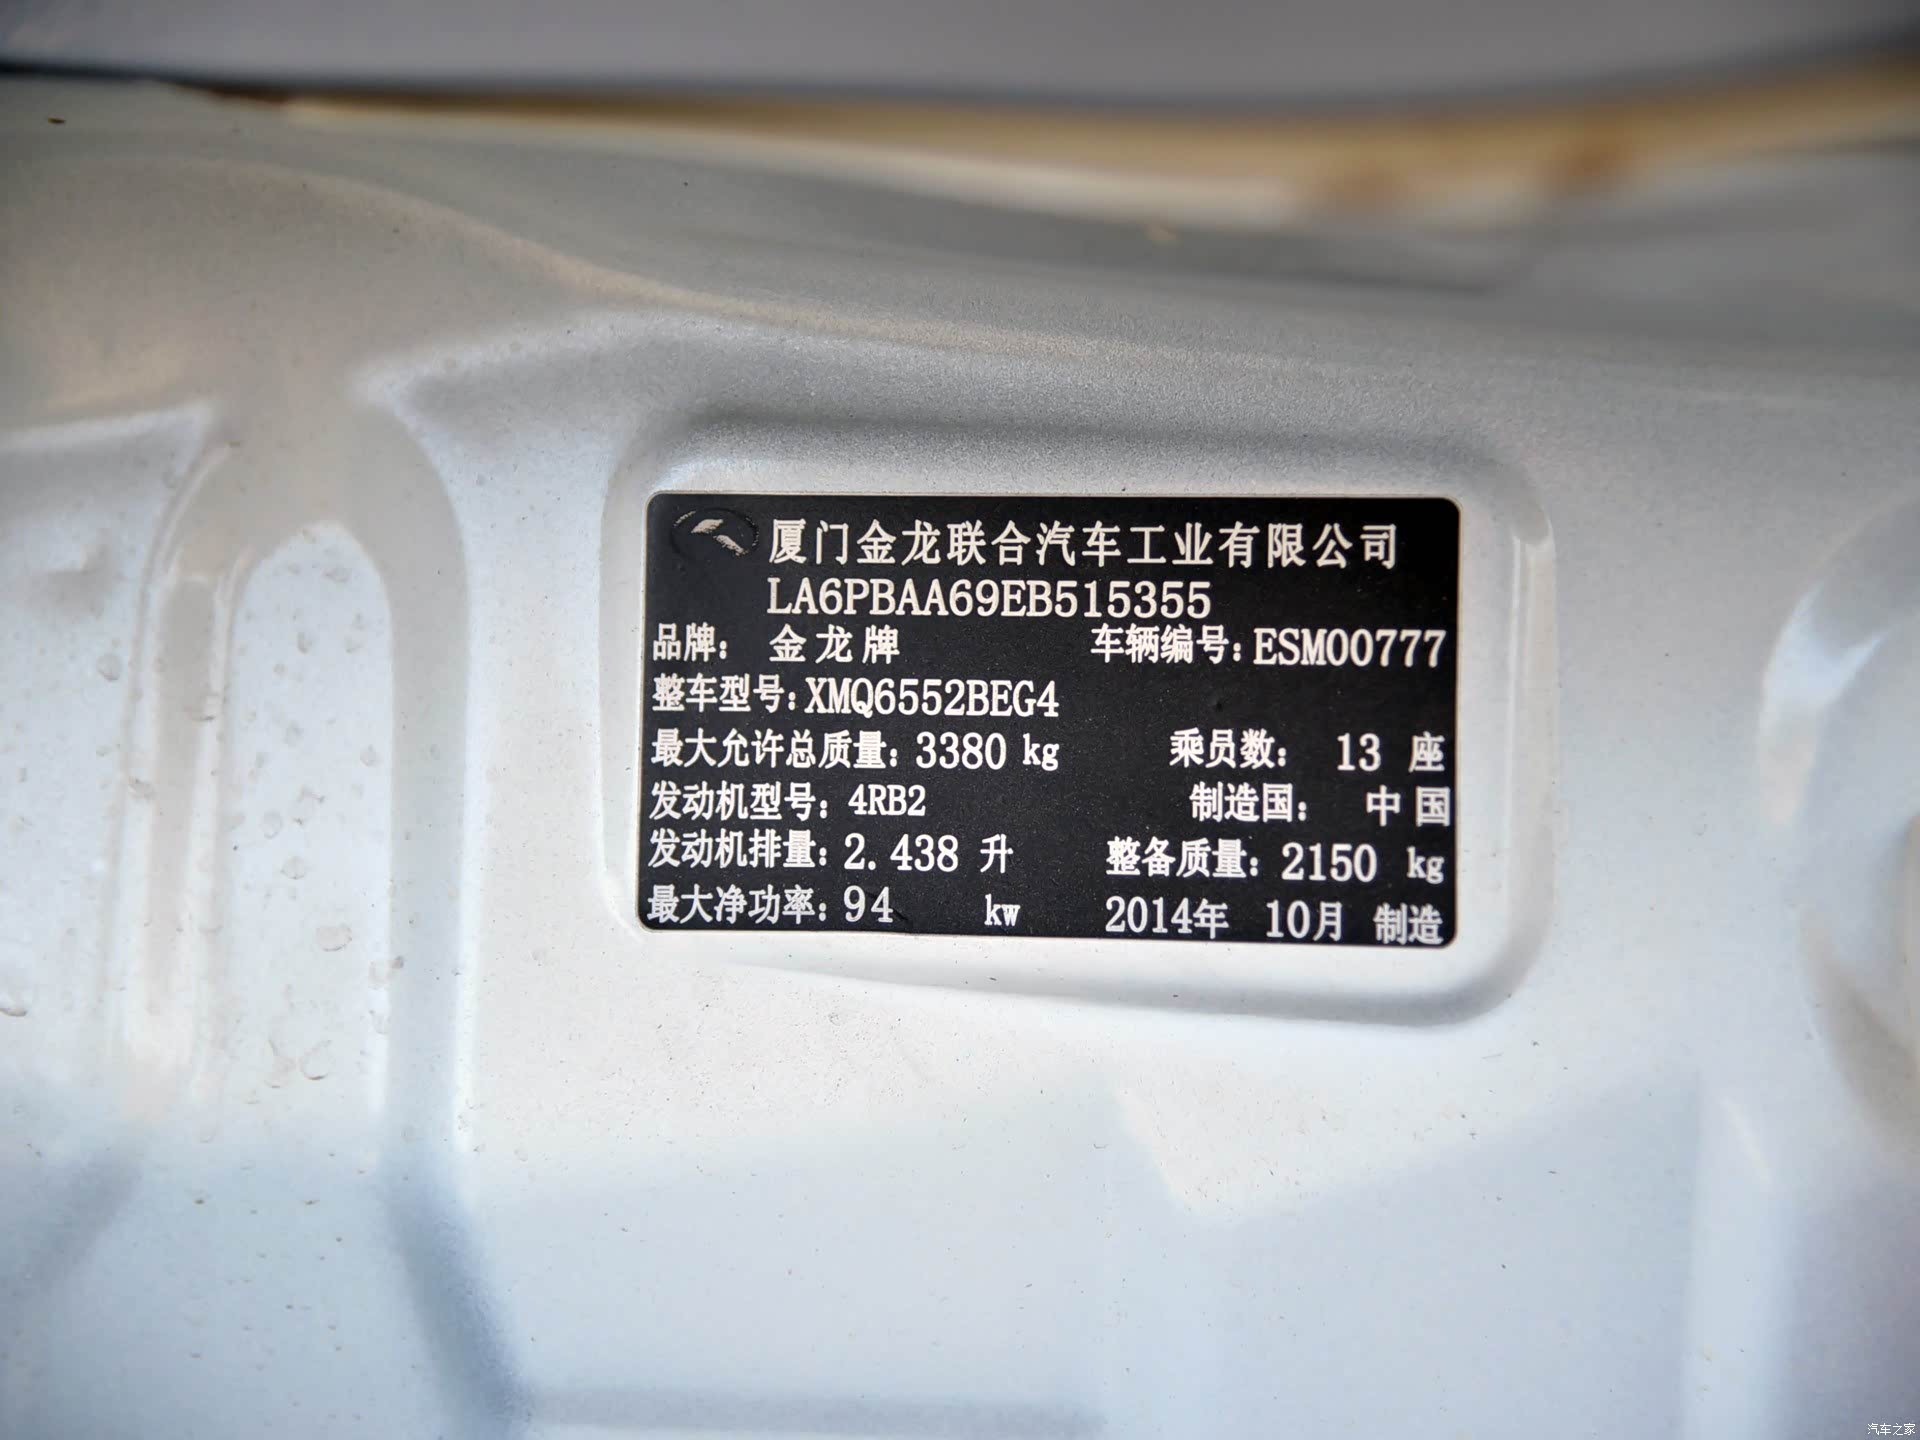 厦门金龙联合汽车工业有限公司
LA6PBAA69EB515355
品牌： 金龙牌 车辆编号：ESM00777
整车型号：XMQ6552BEG4
最大允许总质量：3380 kg 乘员数： 13 座
发动机型号：4RB2 制造国： 中国
发动机排量：2.438 升 整备质量：2150 kg
最大净功率：94 kw 2014年 10月 制造
汽车之家